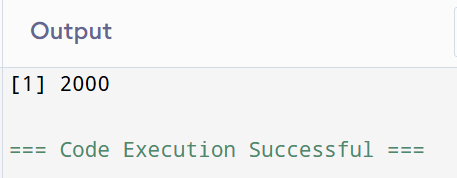 Output
[1] 2000
=== Code Execution Successful ===